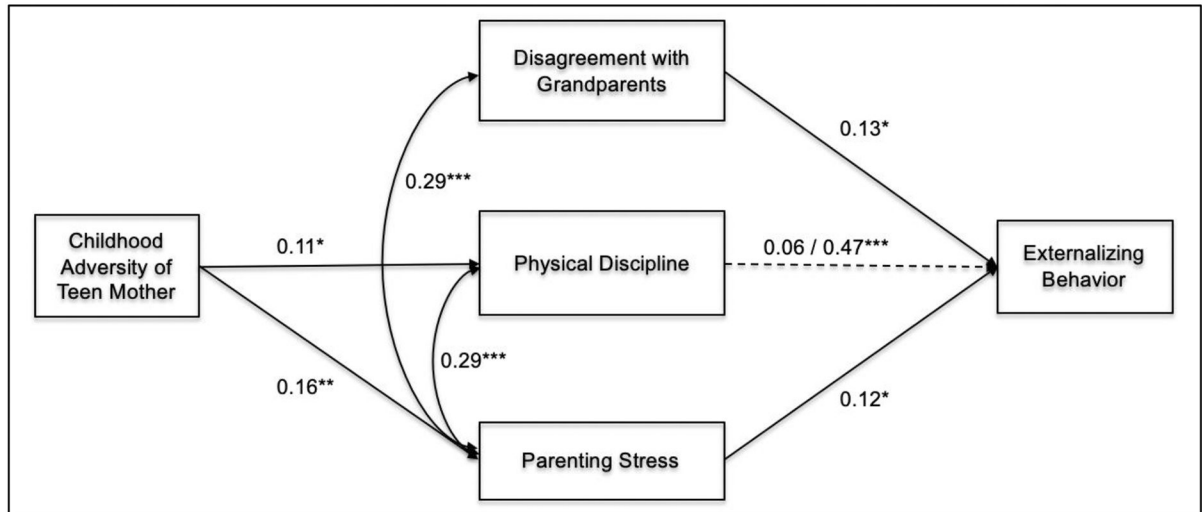 Disagreement with
Grandparents
0.13*
0.29***
Childhood
Adversity of
Teen Mother
0.11*
Physical Discipline
0.06 / 0.47***
Externalizing
Behavior
0.29***
0.16**
0.12*
Parenting Stress